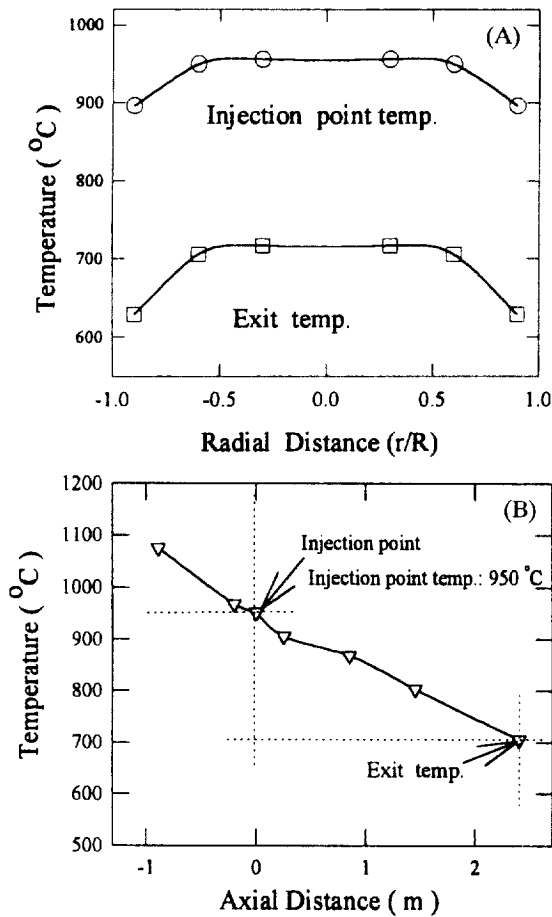 (A)
1000
900
800
700
600
Temperature ( °C )
Injection point temp.
Exit temp.
-1.0 -0.5 0.0 0.5 1.0
Radial Distance (r/R)
(B)
1200
1100
1000
900
800
700
600
500
Temperature ( °C )
Injection point
Injection point temp.: 950 °C
Exit temp.
-1 0 1 2
Axial Distance ( m )